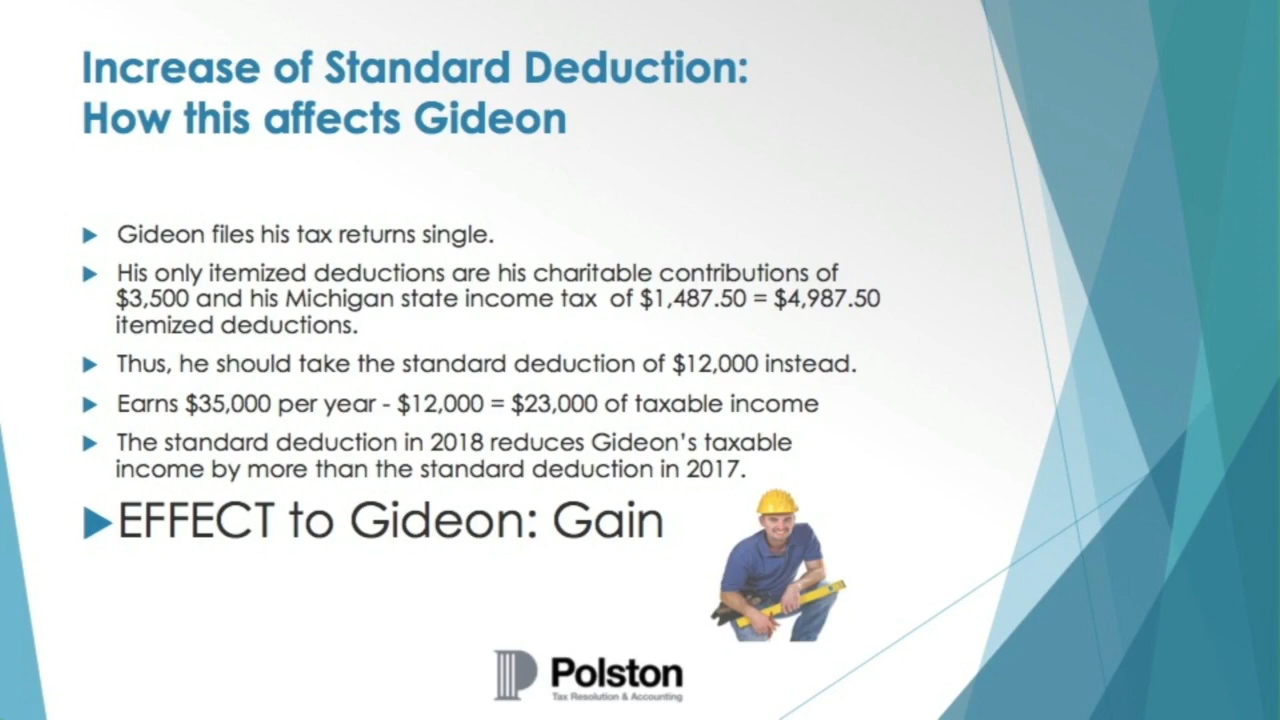 Increase of Standard Deduction:
How this affects Gideon
Gideon files his tax returns single.
His only itemized deductions are his charitable contributions of
$3,500 and his Michigan state income tax of $1,487.50 = $4,987.50
itemized deductions.
Thus, he should take the standard deduction of $12,000 instead.
Earns $35,000 per year - $12,000 = $23,000 of taxable income
The standard deduction in 2018 reduces Gideon's taxable
income by more than the standard deduction in 2017.
EFFECT to Gideon: Gain
Polston
Tax Resolution & Accounting